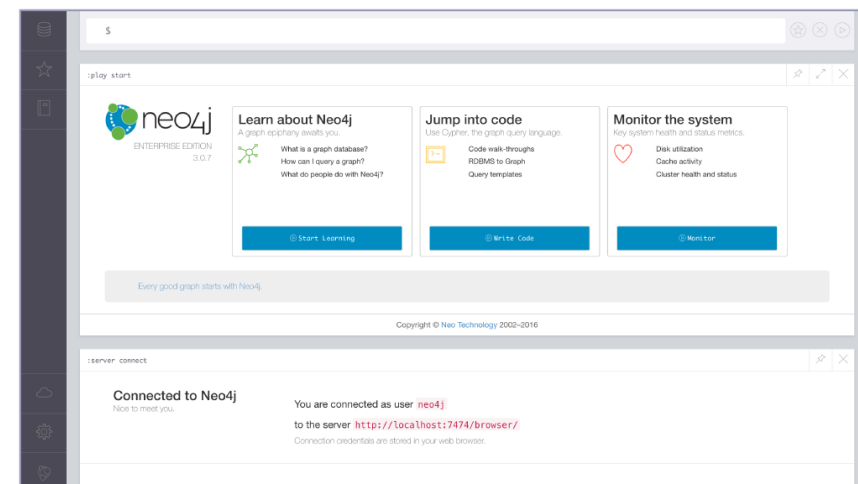 $
:play start
neo4j
ENTERPRISE EDITION
3.0.7
Learn about Neo4j
A graph epiphany awaits you.
What is a graph database?
How can I query a graph?
What do people do with Neo4j?
Start Learning
Jump into code
Use Cypher, the graph query language.
Code walk-throughs
RDBMS to Graph
Query templates
Write Code
Monitor the system
Key system health and status metrics.
Disk utilization
Cache activity
Cluster health and status
Monitor
Every good graph starts with Neo4j.
Copyright © Neo Technology 2002–2016
:server connect
Connected to Neo4j
Nice to meet you.
You are connected as user neo4j
to the server http://localhost:7474/browser/
Connection credentials are stored in your web browser.